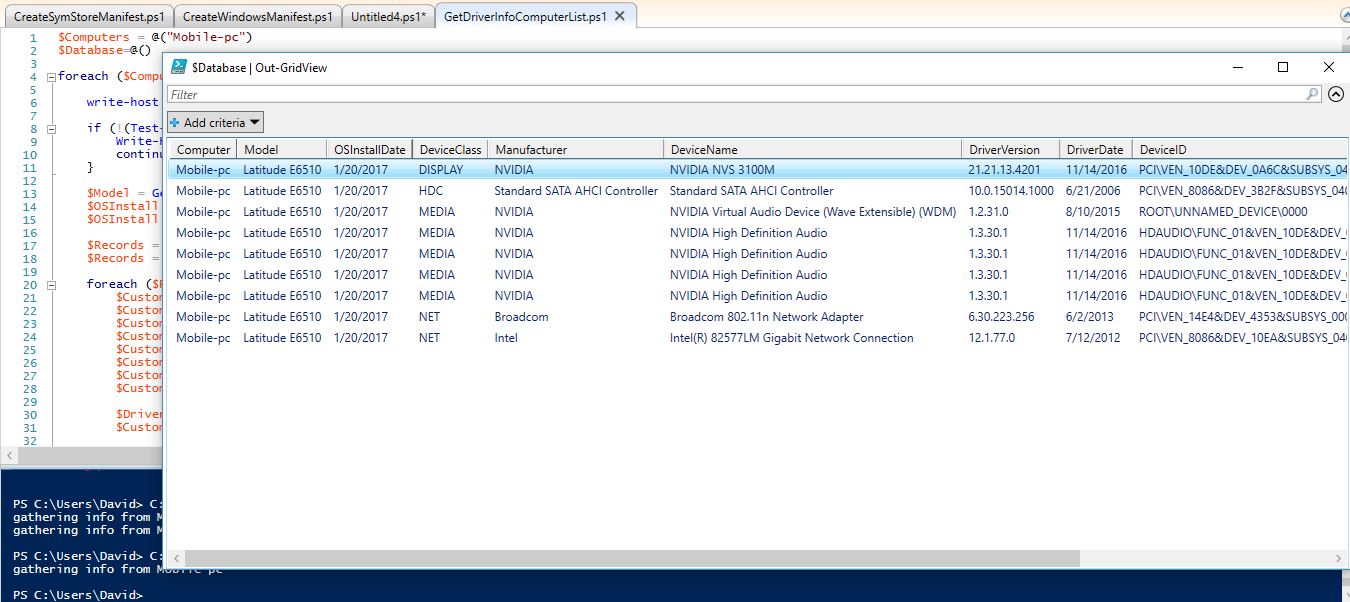 CreateSymStoreManifest.ps1 CreateWindowsManifest.ps1 Untitled4.ps1* GetDriverInfoComputerList.ps1
1 $Computers = @("Mobile-pc")
2 $Database=@()
3
4 foreach ($Compu
5
6 write-host
7
8 if (!(Test-
9 Write-H
10 continu
11 }
12
13 $Model = Ge
14 $OSInstall
15 $OSInstall
16
17 $Records =
18 $Records =
19
20 foreach ($R
21 $Custom
22 $Custom
23 $Custom
24 $Custom
25 $Custom
26 $Custom
27 $Custom
28 $Custom
29
30 $Driver
31 $Custom
32
$Database | Out-GridView
Filter
Add criteria
Computer Model OSInstallDate DeviceClass Manufacturer DeviceName DriverVersion DriverDate DeviceID
Mobile-pc Latitude E6510 1/20/2017 DISPLAY NVIDIA NVIDIA NVS 3100M 21.21.13.4201 11/14/2016 PCI\VEN_10DE&DEV_0A6C&SUBSYS_04
Mobile-pc Latitude E6510 1/20/2017 HDC Standard SATA AHCI Controller Standard SATA AHCI Controller 10.0.15014.1000 6/21/2006 PCI\VEN_8086&DEV_3B2F&SUBSYS_040
Mobile-pc Latitude E6510 1/20/2017 MEDIA NVIDIA NVIDIA Virtual Audio Device (Wave Extensible) (WDM) 1.2.31.0 8/10/2015 ROOT\UNNAMED_DEVICE\0000
Mobile-pc Latitude E6510 1/20/2017 MEDIA NVIDIA NVIDIA High Definition Audio 1.3.30.1 11/14/2016 HDAUDIO\FUNC_01&VEN_10DE&DEV_
Mobile-pc Latitude E6510 1/20/2017 MEDIA NVIDIA NVIDIA High Definition Audio 1.3.30.1 11/14/2016 HDAUDIO\FUNC_01&VEN_10DE&DEV_
Mobile-pc Latitude E6510 1/20/2017 MEDIA NVIDIA NVIDIA High Definition Audio 1.3.30.1 11/14/2016 HDAUDIO\FUNC_01&VEN_10DE&DEV_
Mobile-pc Latitude E6510 1/20/2017 MEDIA NVIDIA NVIDIA High Definition Audio 1.3.30.1 11/14/2016 HDAUDIO\FUNC_01&VEN_10DE&DEV_
Mobile-pc Latitude E6510 1/20/2017 NET Broadcom Broadcom 802.11n Network Adapter 6.30.223.256 6/2/2013 PCI\VEN_14E4&DEV_4353&SUBSYS_000
Mobile-pc Latitude E6510 1/20/2017 NET Intel Intel(R) 82577LM Gigabit Network Connection 12.1.77.0 7/12/2012 PCI\VEN_8086&DEV_10EA&SUBSYS_040
PS C:\Users\David> C:
gathering info from M
gathering info from M
PS C:\Users\David> C:
gathering info from Mobile-pc
PS C:\Users\David>